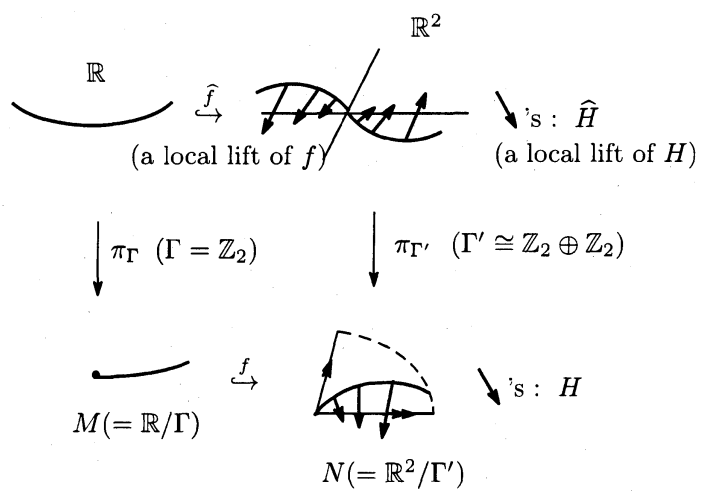 ℝ²
ℝ
f̂
↪
's : Ĥ
(a local lift of f)
(a local lift of H)
π_Γ (Γ = ℤ₂)
π_Γ′ (Γ′ ≅ ℤ₂ ⊕ ℤ₂)
f
↪
's : H
M(= ℝ/Γ)
N(= ℝ²/Γ′)